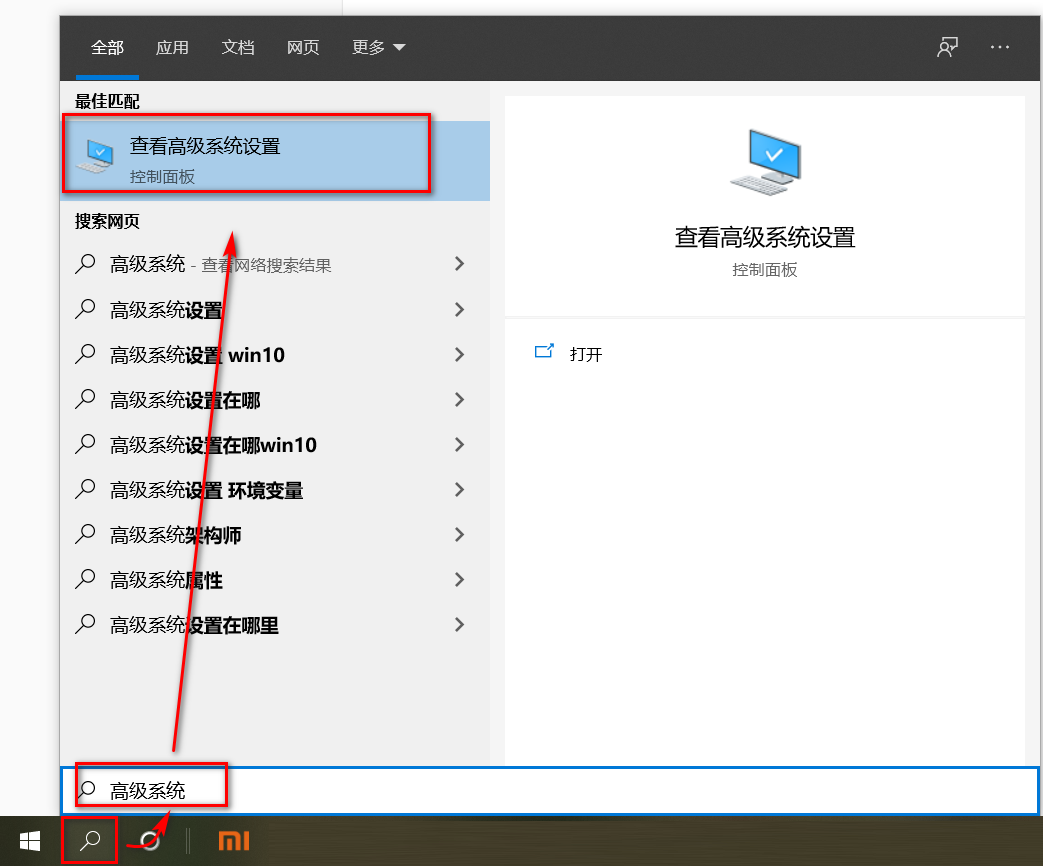 全部 应用 文档 网页 更多
最佳匹配
查看高级系统设置
控制面板
搜索网页
高级系统 - 查看网络搜索结果
高级系统设置
高级系统设置 win10
高级系统设置在哪
高级系统设置在哪win10
高级系统设置 环境变量
高级系统架构师
高级系统属性
高级系统设置在哪里
查看高级系统设置
控制面板
打开
高级系统